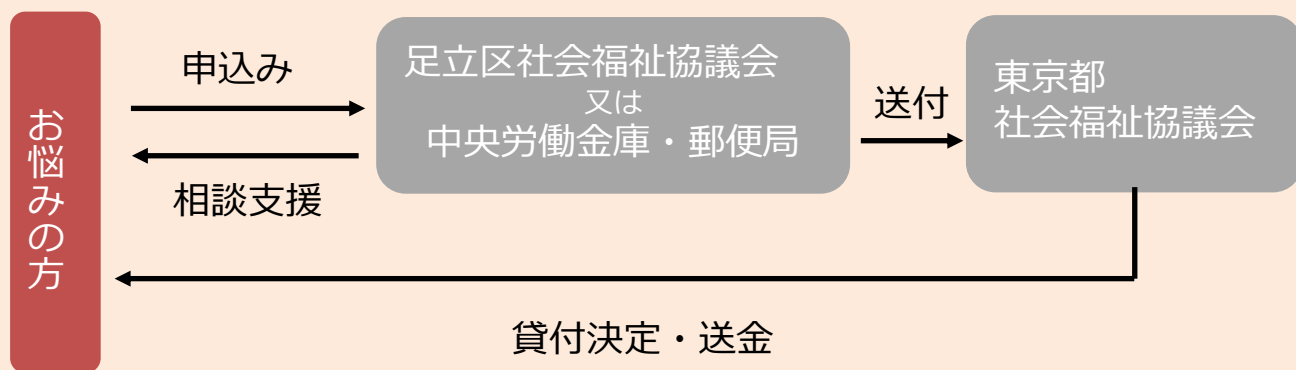 お悩みの方
申込み
相談支援
足立区社会福祉協議会
又は
中央労働金庫・郵便局
送付
東京都
社会福祉協議会
貸付決定・送金